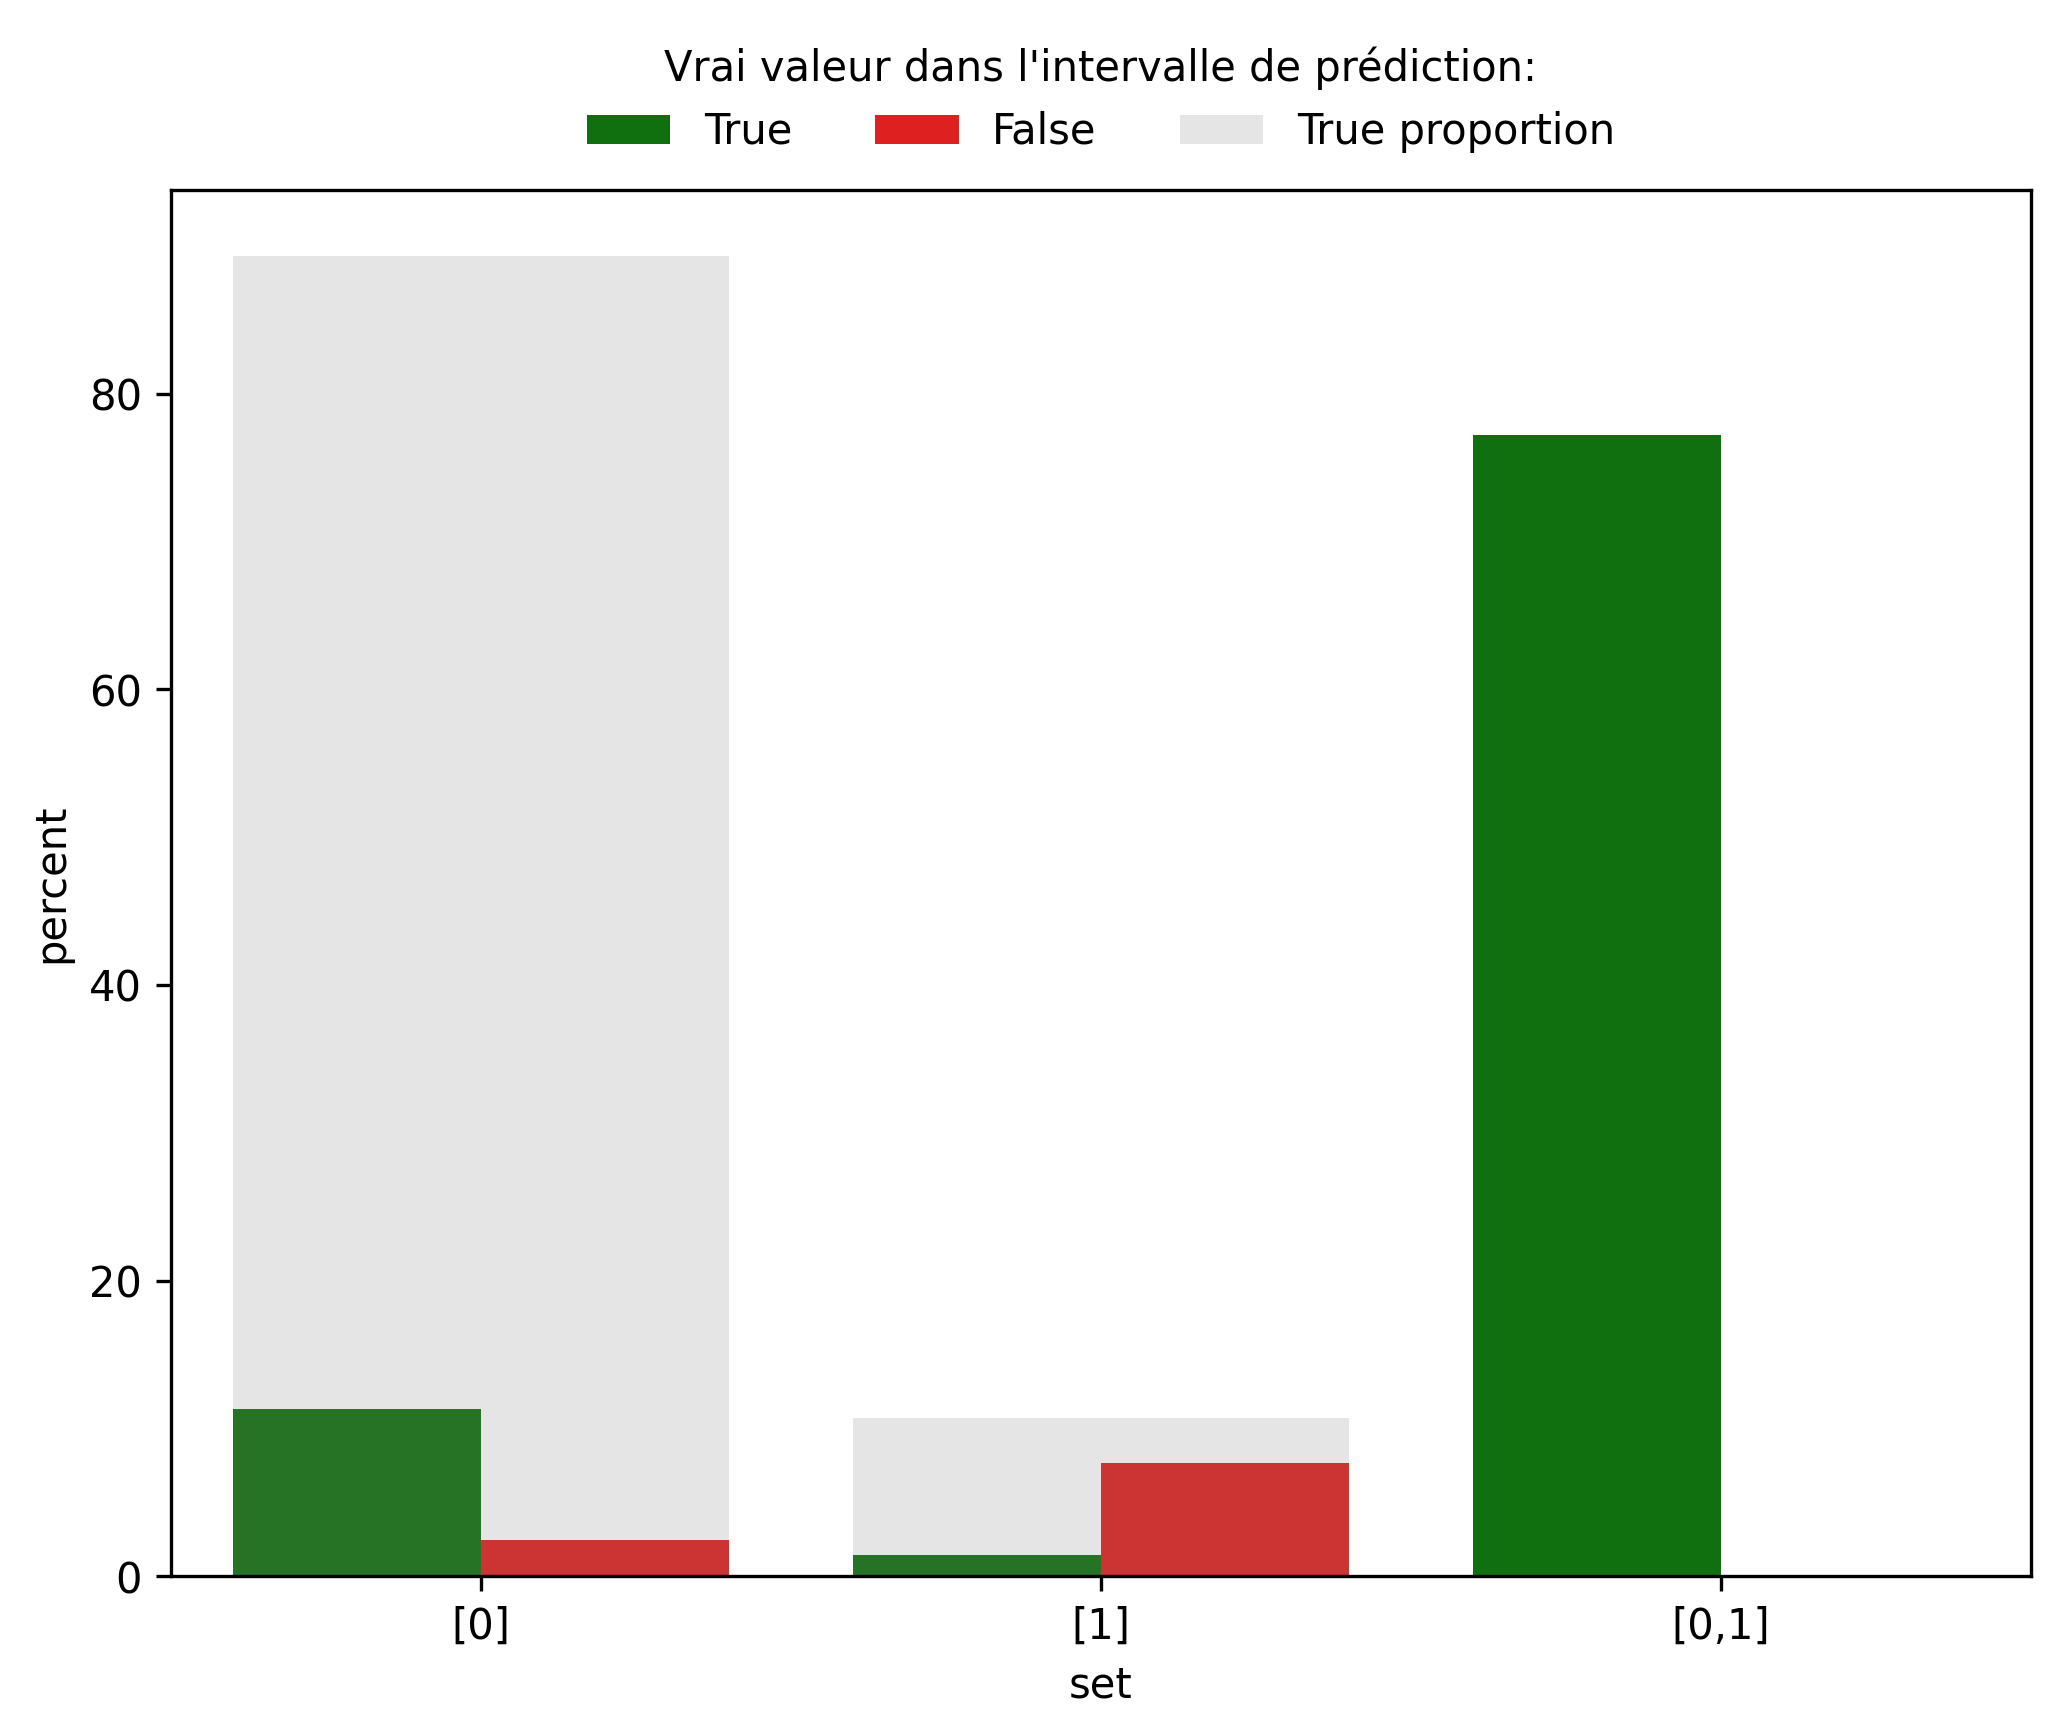 Vrai valeur dans l'intervalle de prédiction:
True False True proportion
80
60
40
20
0
percent
[0] [1] [0,1]
set